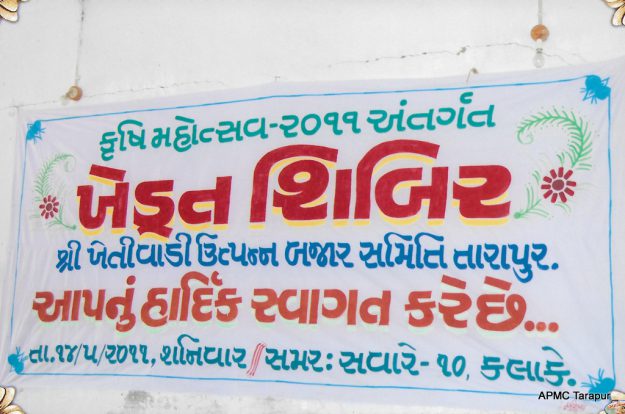 કૃષિ મહોત્સવ-૨૦૧૧ અંતર્ગત
ખેડૂત શિબિર
શ્રી ખેતીવાડી ઉત્પન્ન બજાર સમિતિ તારાપુર.
આપનું હાર્દિક સ્વાગત કરે છે...
તા.૧૪/૫/૨૦૧૧, શનિવાર // સમર: સવારે-૧૦, કલાકે.
APMC Tarapur